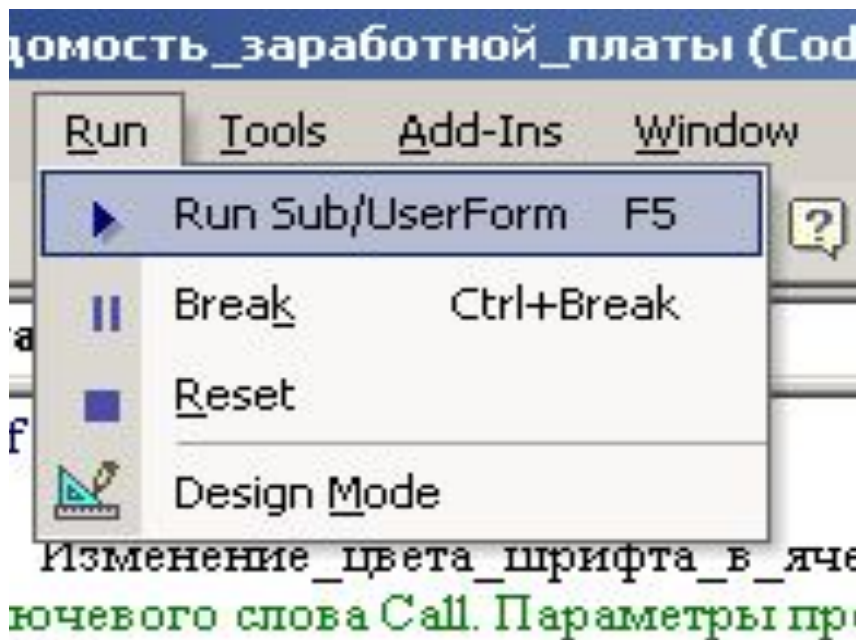 домость_заработной_платы (Cod
Run Tools Add-Ins Window
Run Sub/UserForm F5
?
Break Ctrl+Break
а
Reset
f
Design Mode
Изменение_цвета_шрифта_в_яче
ючевого слова Call. Параметры про